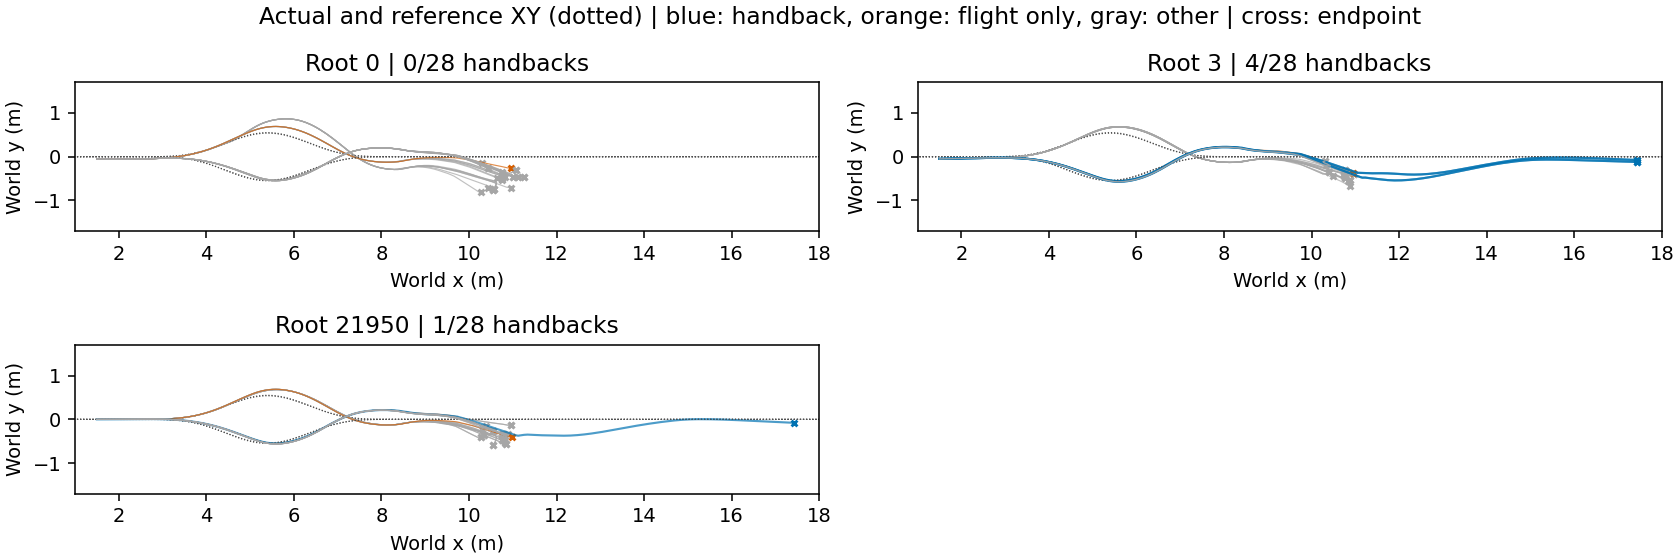 Actual and reference XY (dotted) | blue: handback, orange: flight only, gray: other | cross: endpoint
Root 0 | 0/28 handbacks
World y (m)
1
0
−1
2 4 6 8 10 12 14 16 18
World x (m)
Root 3 | 4/28 handbacks
World y (m)
1
0
−1
2 4 6 8 10 12 14 16 18
World x (m)
Root 21950 | 1/28 handbacks
World y (m)
1
0
−1
2 4 6 8 10 12 14 16 18
World x (m)